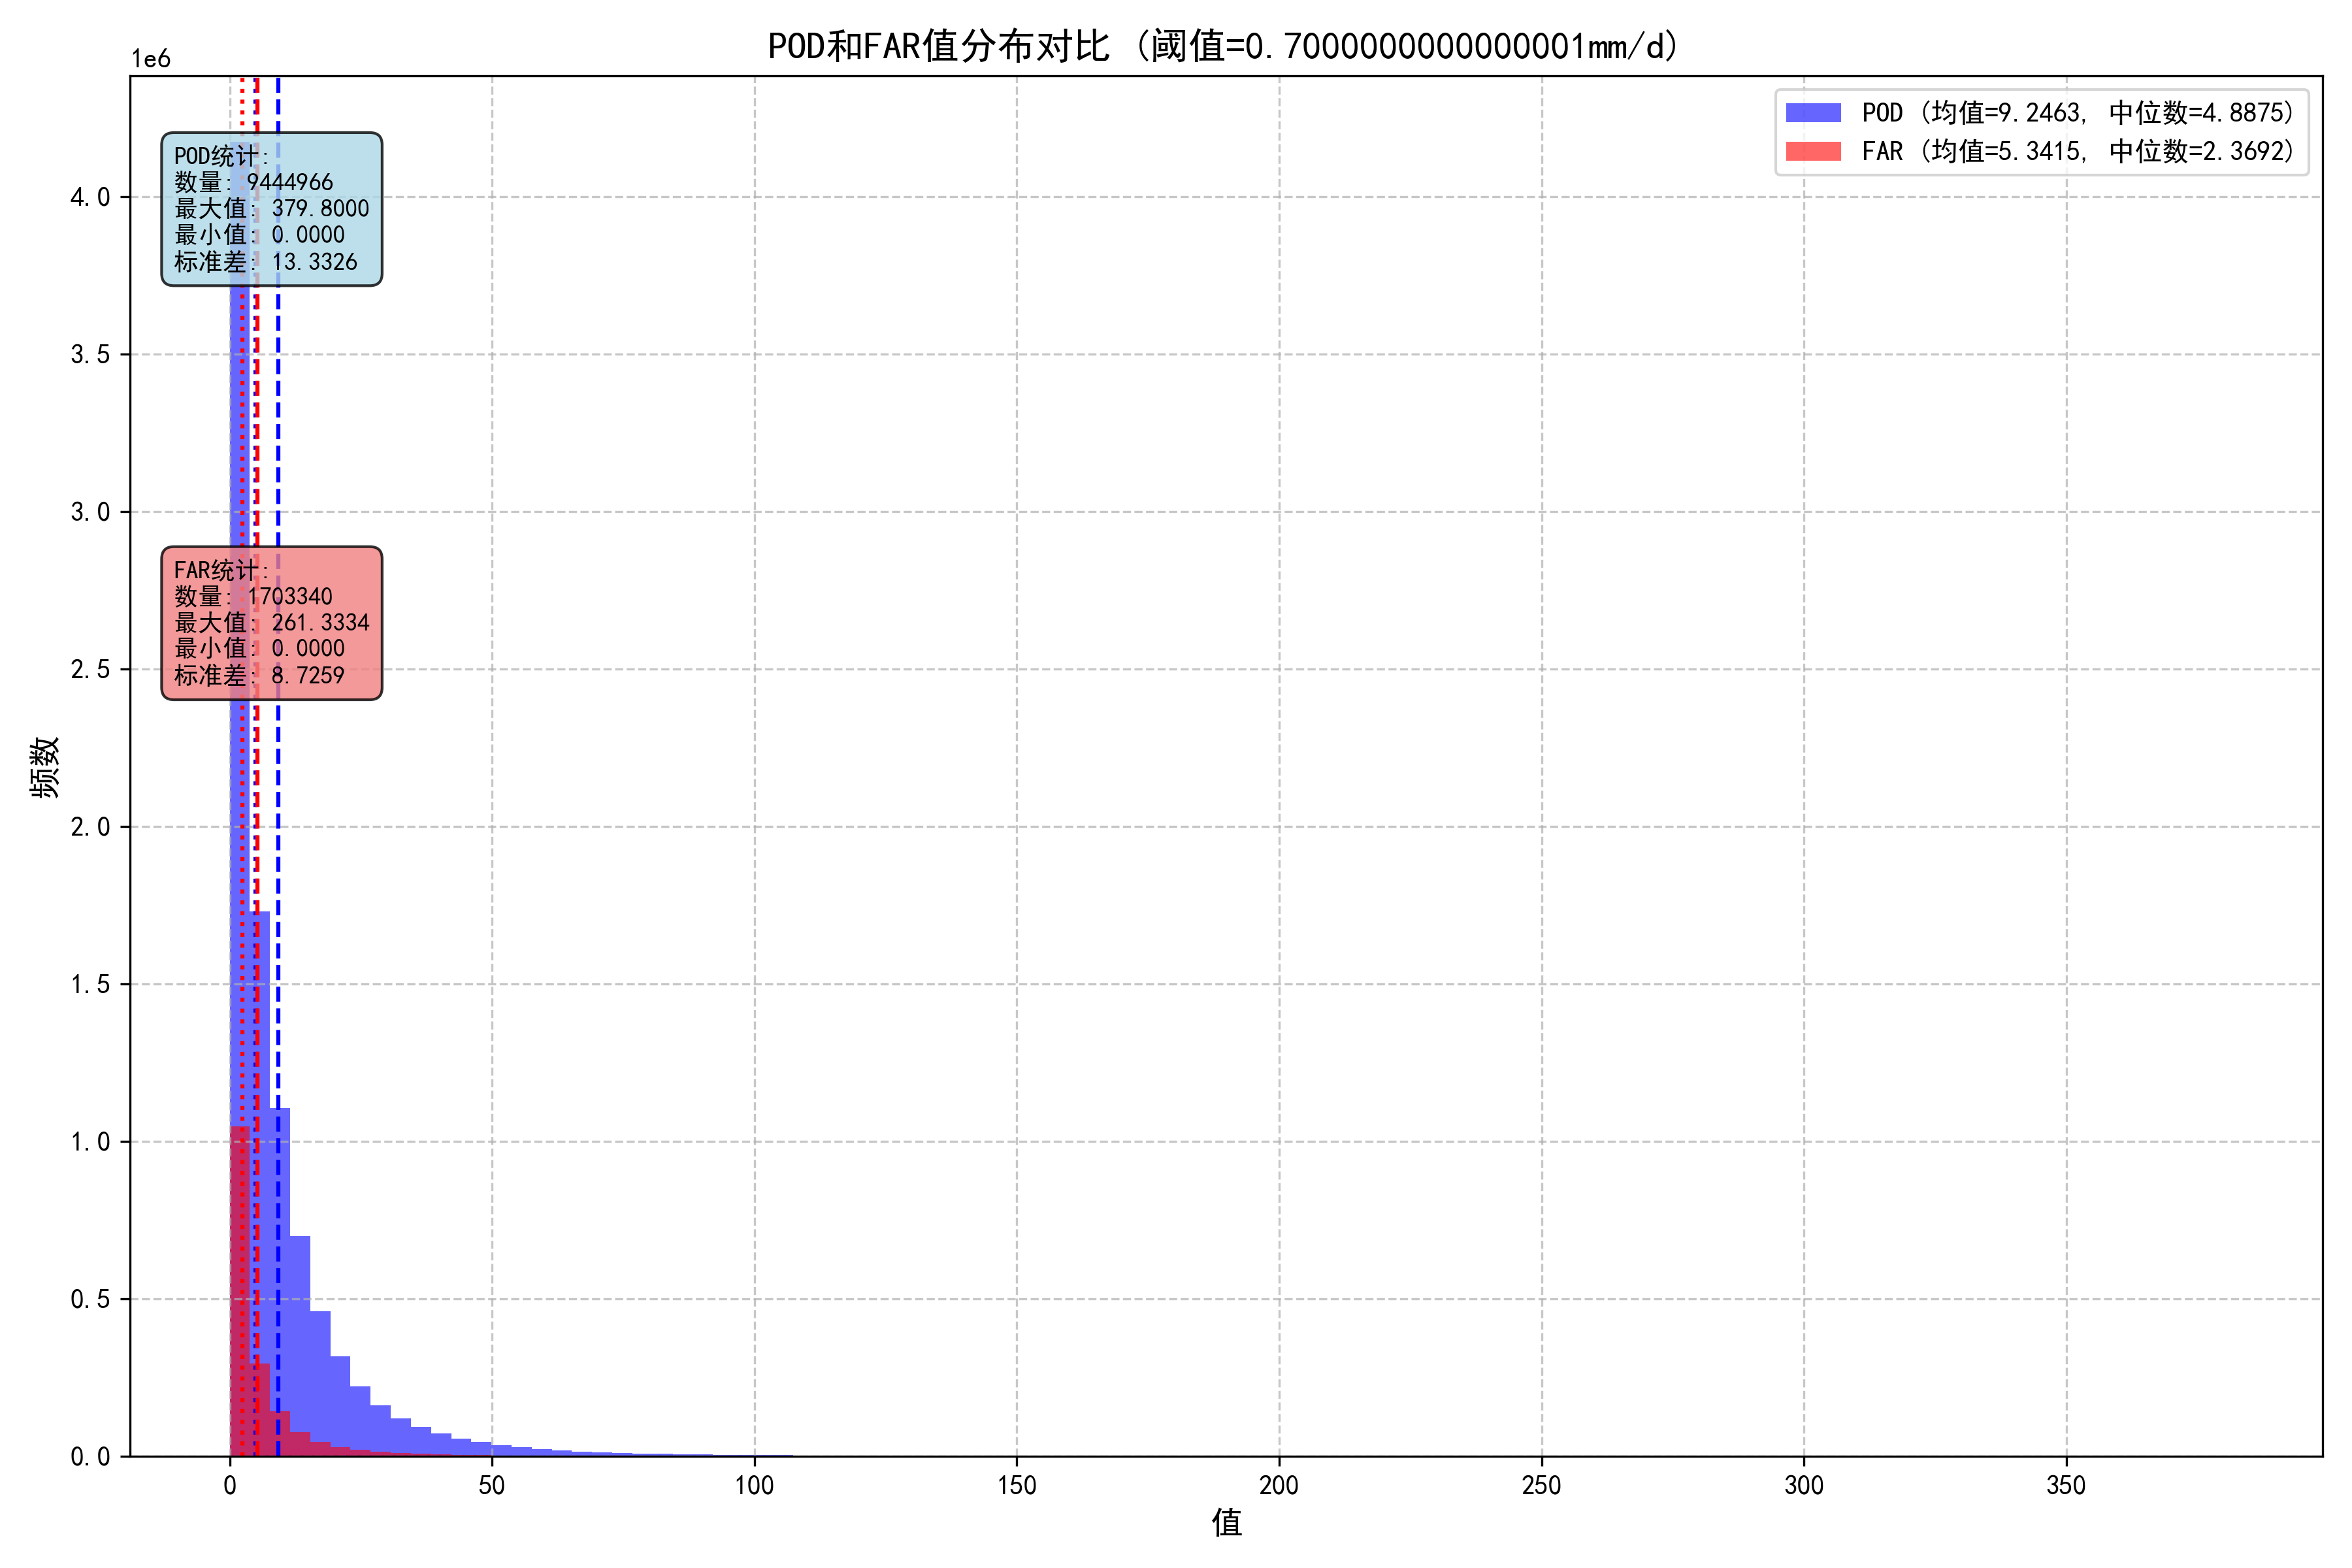 POD和FAR值分布对比 (阈值=0.7000000000000001mm/d)
1e6
POD (均值=9.2463, 中位数=4.8875)
FAR (均值=5.3415, 中位数=2.3692)
POD统计:
数量: 9444966
最大值: 379.8000
最小值: 0.0000
标准差: 13.3326
FAR统计:
数量: 1703340
最大值: 261.3334
最小值: 0.0000
标准差: 8.7259
频数
4.0
3.5
3.0
2.5
2.0
1.5
1.0
0.5
0.0
0 50 100 150 200 250 300 350
值